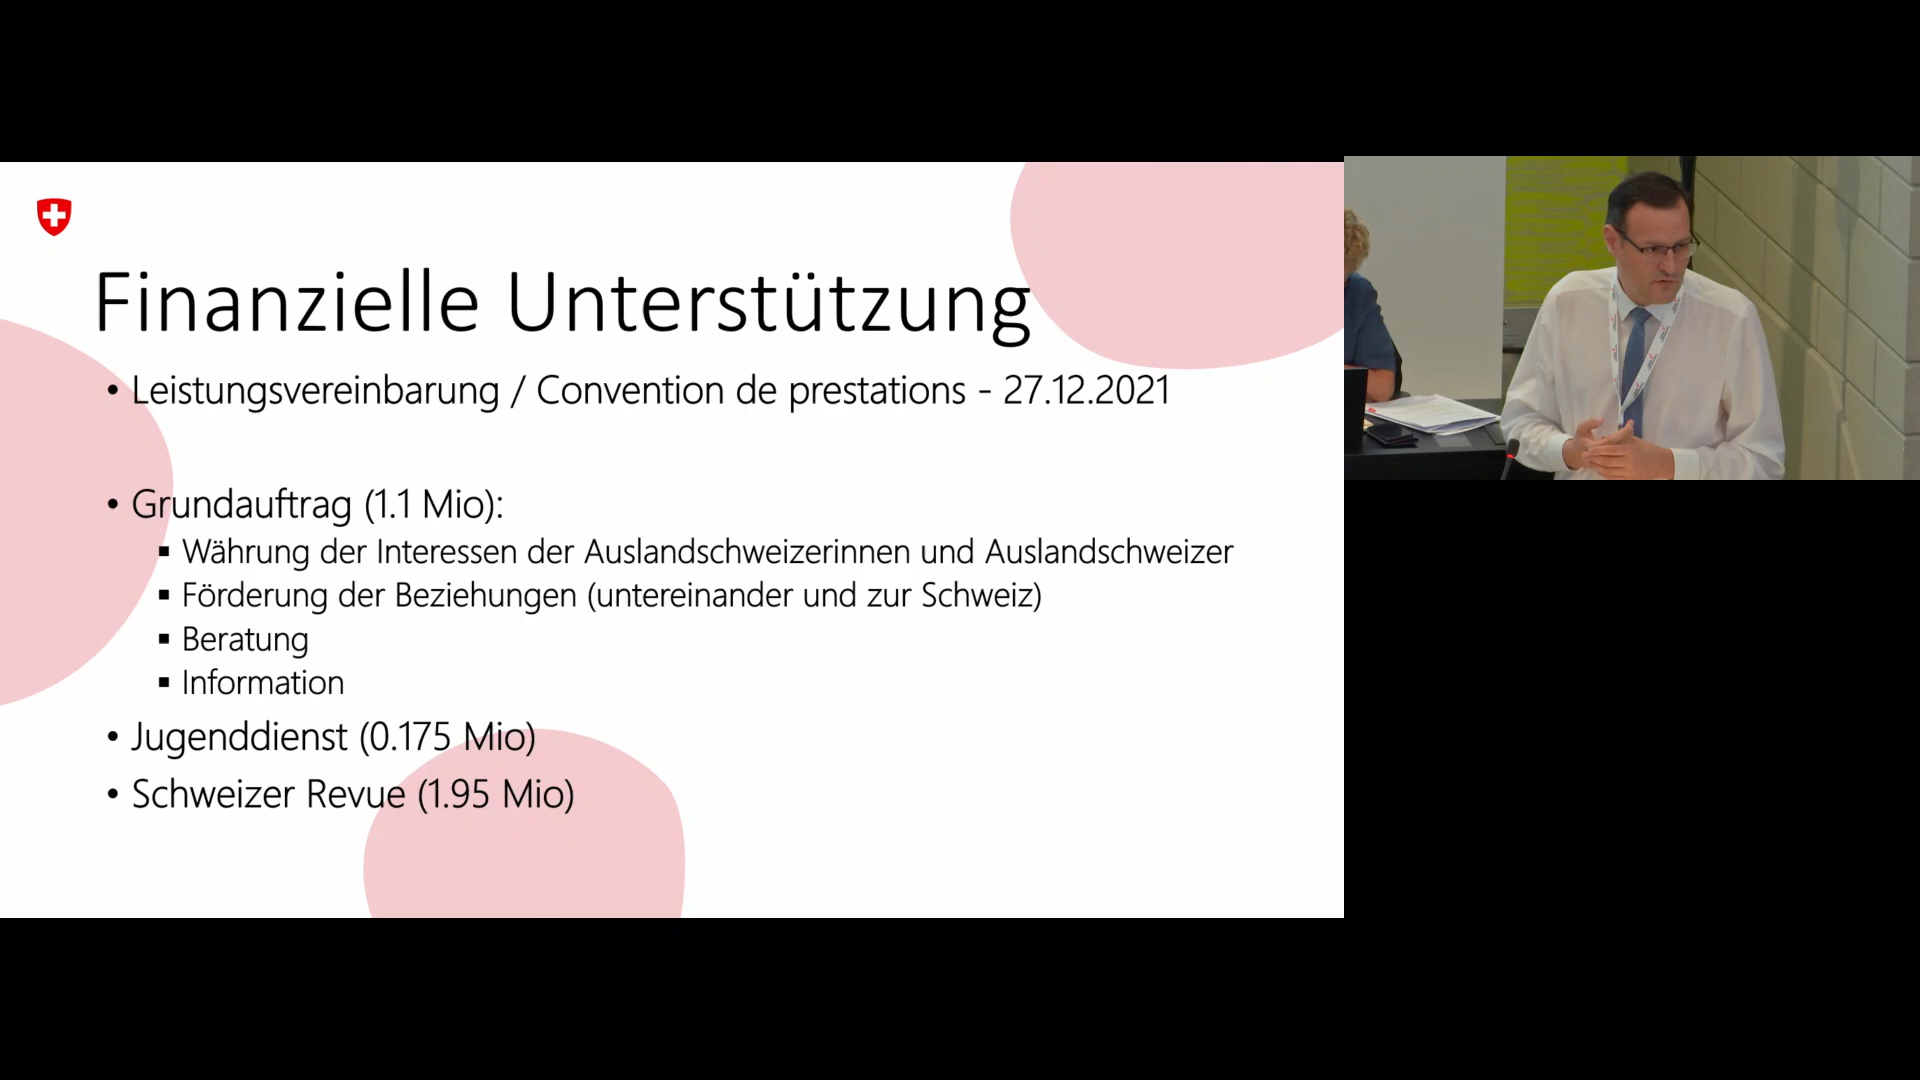 Finanzielle Unterstützung
• Leistungsvereinbarung / Convention de prestations - 27.12.2021
• Grundauftrag (1.1 Mio):
▪ Währung der Interessen der Auslandschweizerinnen und Auslandschweizer
▪ Förderung der Beziehungen (untereinander und zur Schweiz)
▪ Beratung
▪ Information
• Jugenddienst (0.175 Mio)
• Schweizer Revue (1.95 Mio)